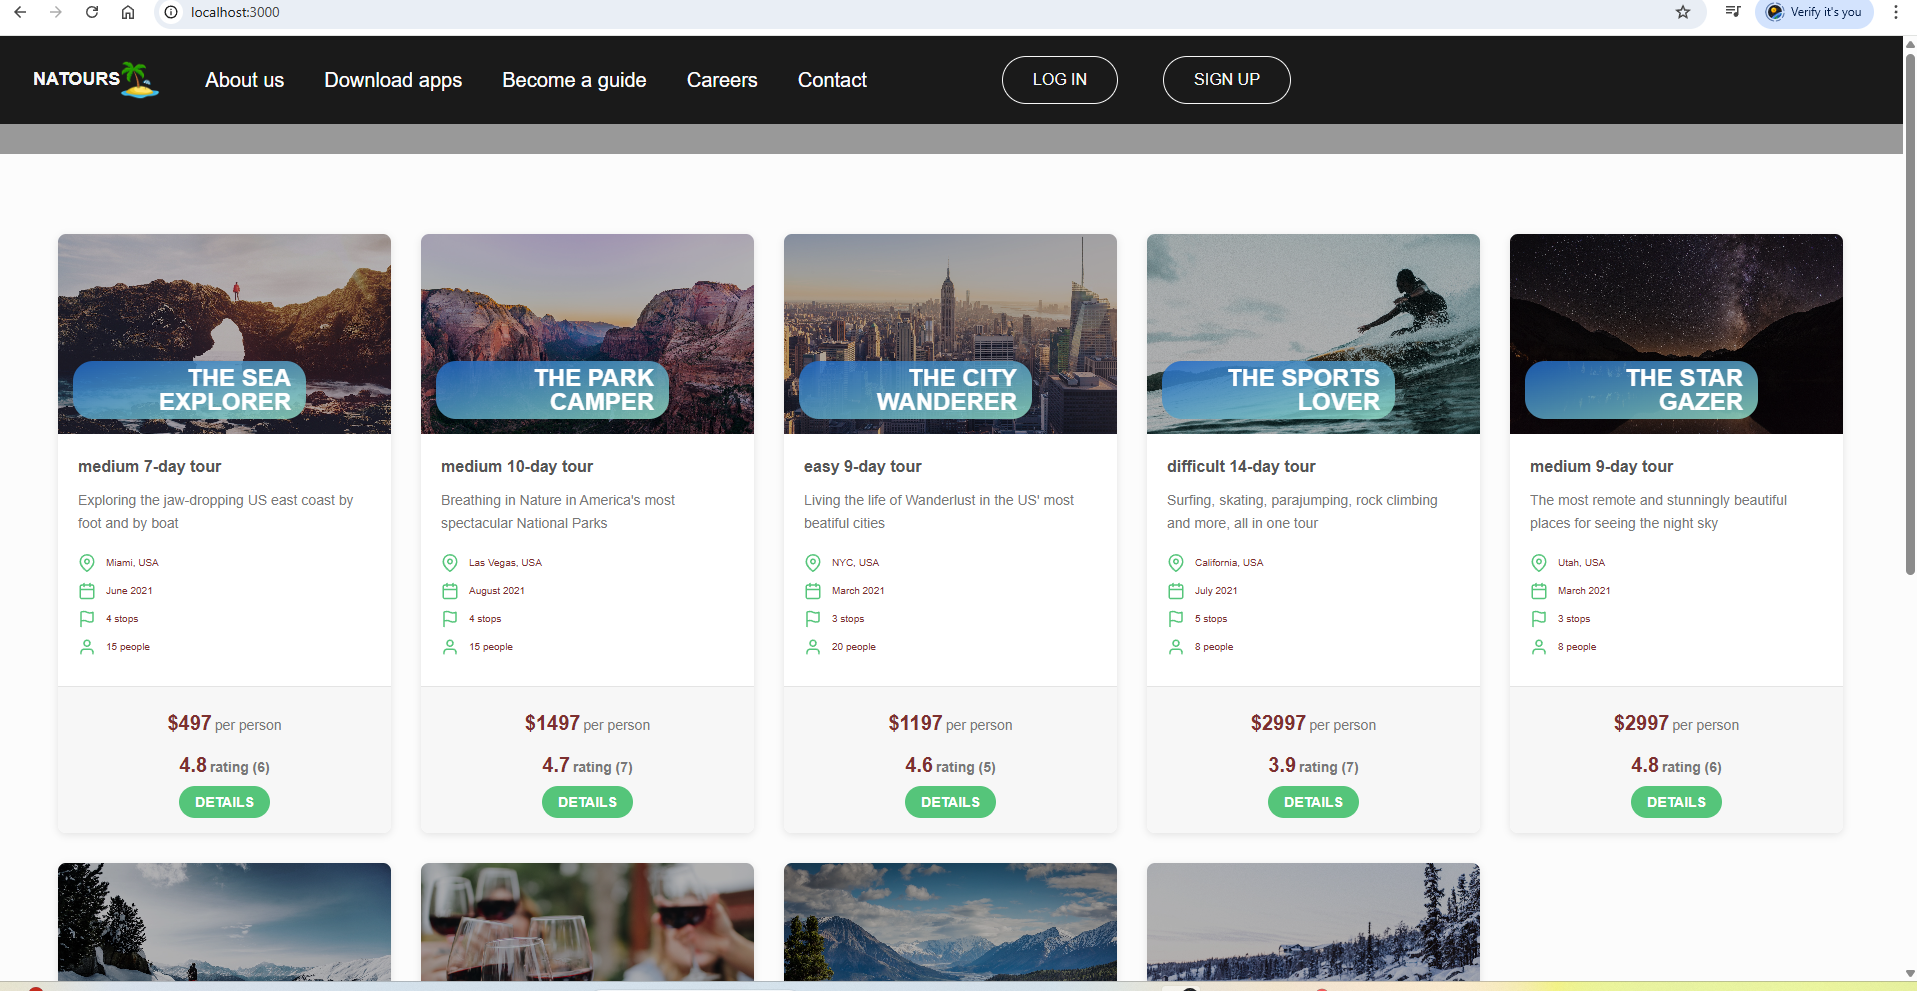 localhost:3000
Verify it's you
NATOURS
About us
Download apps
Become a guide
Careers
Contact
LOG IN
SIGN UP
THE SEA
EXPLORER
medium 7-day tour
Exploring the jaw-dropping US east coast by
foot and by boat
Miami, USA
June 2021
4 stops
15 people
$497 per person
4.8 rating (6)
DETAILS
THE PARK
CAMPER
medium 10-day tour
Breathing in Nature in America's most
spectacular National Parks
Las Vegas, USA
August 2021
4 stops
15 people
$1497 per person
4.7 rating (7)
DETAILS
THE CITY
WANDERER
easy 9-day tour
Living the life of Wanderlust in the US' most
beatiful cities
NYC, USA
March 2021
3 stops
20 people
$1197 per person
4.6 rating (5)
DETAILS
THE SPORTS
LOVER
difficult 14-day tour
Surfing, skating, parajumping, rock climbing
and more, all in one tour
California, USA
July 2021
5 stops
8 people
$2997 per person
3.9 rating (7)
DETAILS
THE STAR
GAZER
medium 9-day tour
The most remote and stunningly beautiful
places for seeing the night sky
Utah, USA
March 2021
3 stops
8 people
$2997 per person
4.8 rating (6)
DETAILS